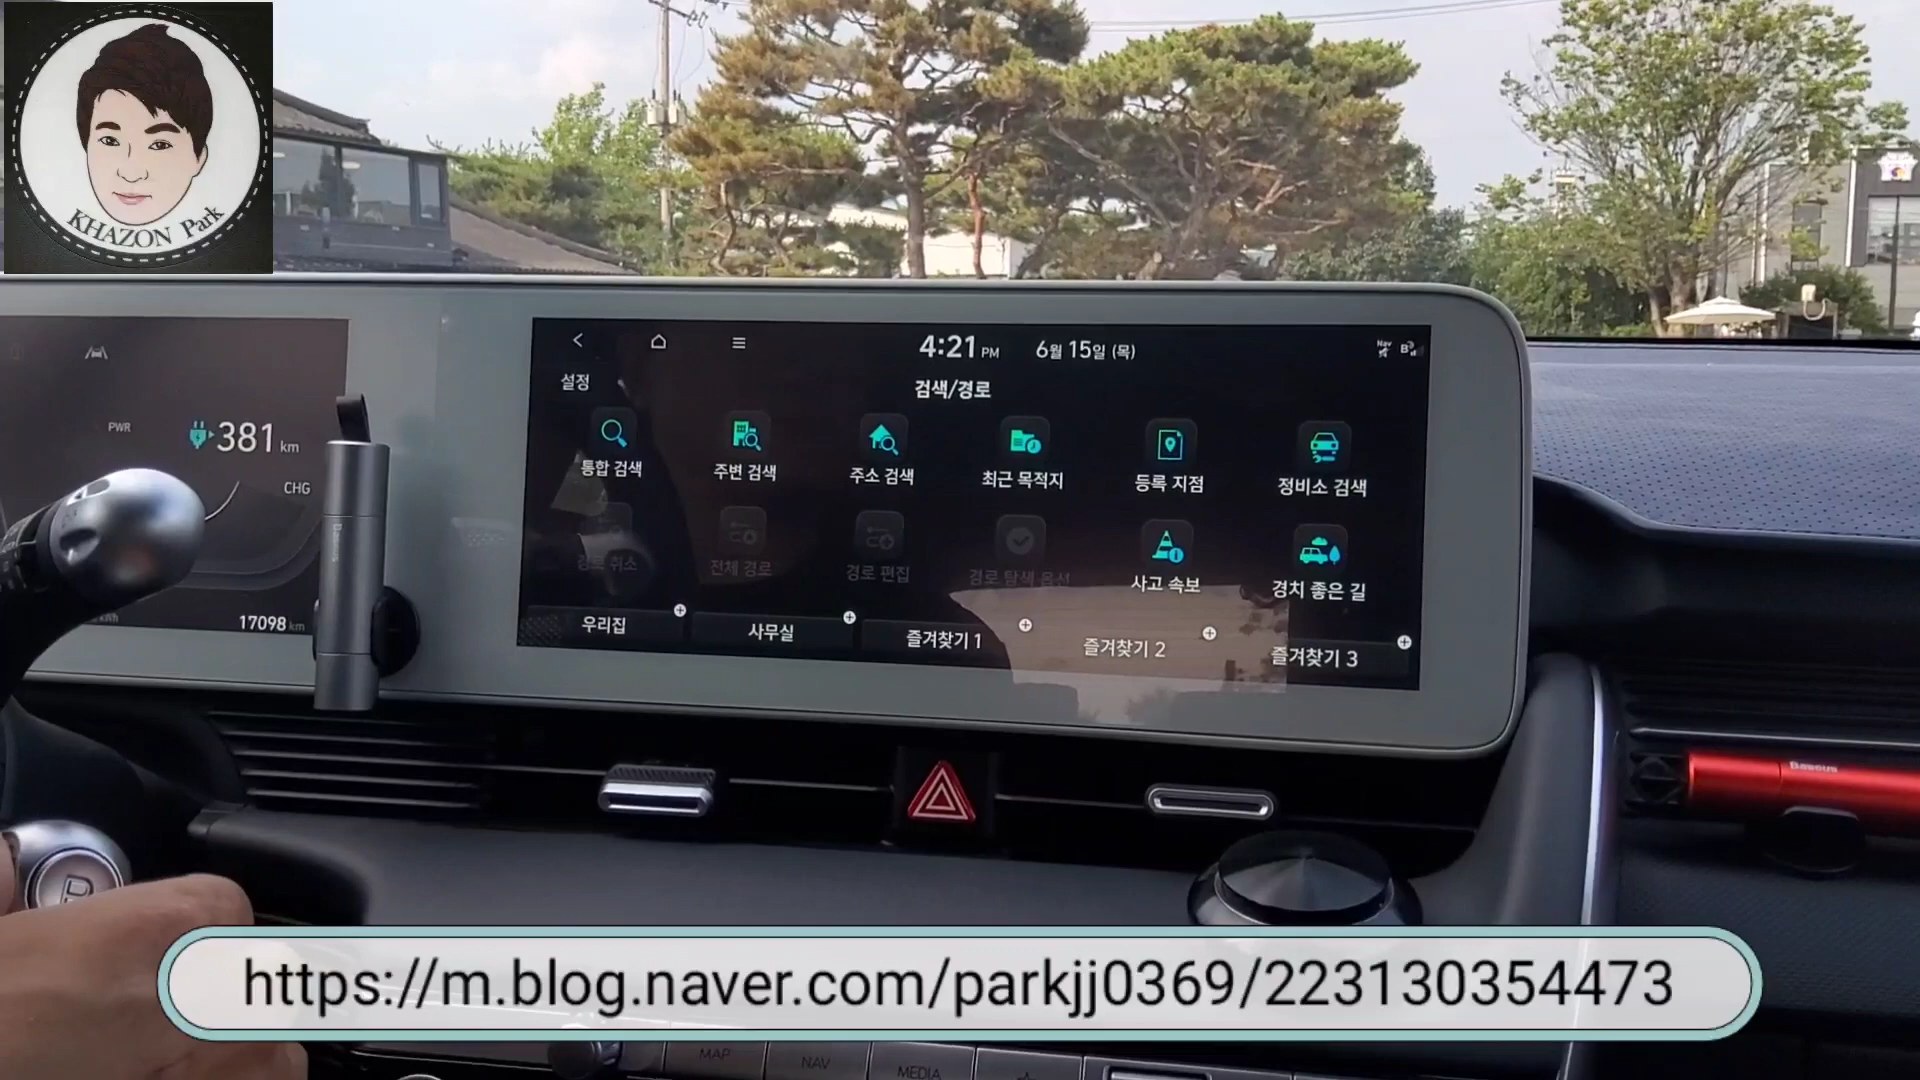 KHAZON Park
4:21 PM
6월 15일 (목)
Nav
설정
검색/경로
PWR
381 km
CHG
통합 검색
주변 검색
주소 검색
최근 목적지
등록 지점
정비소 검색
경로 취소
전체 경로
경로 편집
경로 탐색 옵션
사고 속보
경치 좋은 길
17098 km
우리집
사무실
즐겨찾기 1
즐겨찾기 2
즐겨찾기 3
Baseus
Baseus
P
https://m.blog.naver.com/parkjj0369/223130354473
MAP
NAV
MEDIA